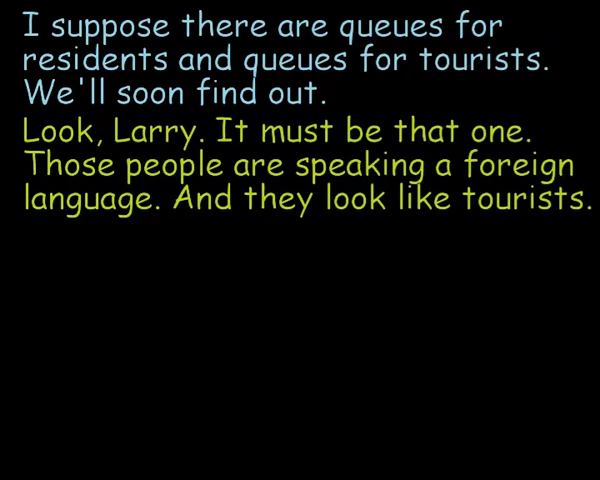 I suppose there are queues for
residents and queues for tourists.
We'll soon find out.
Look, Larry. It must be that one.
Those people are speaking a foreign
language. And they look like tourists.